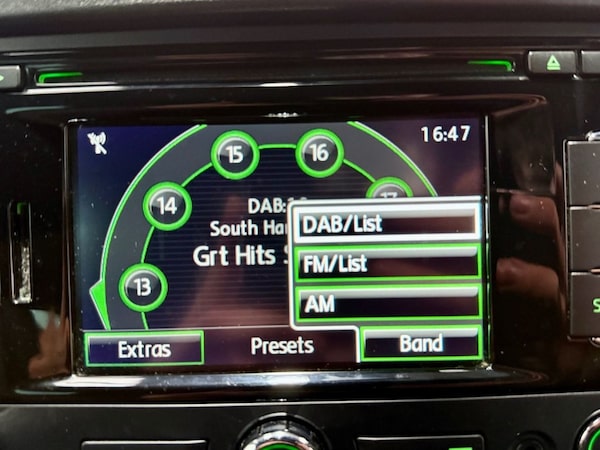 16:47
15
16
14
DAB:1
South Ha
Grt Hits
13
DAB/List
FM/List
AM
Extras
Presets
Band
S